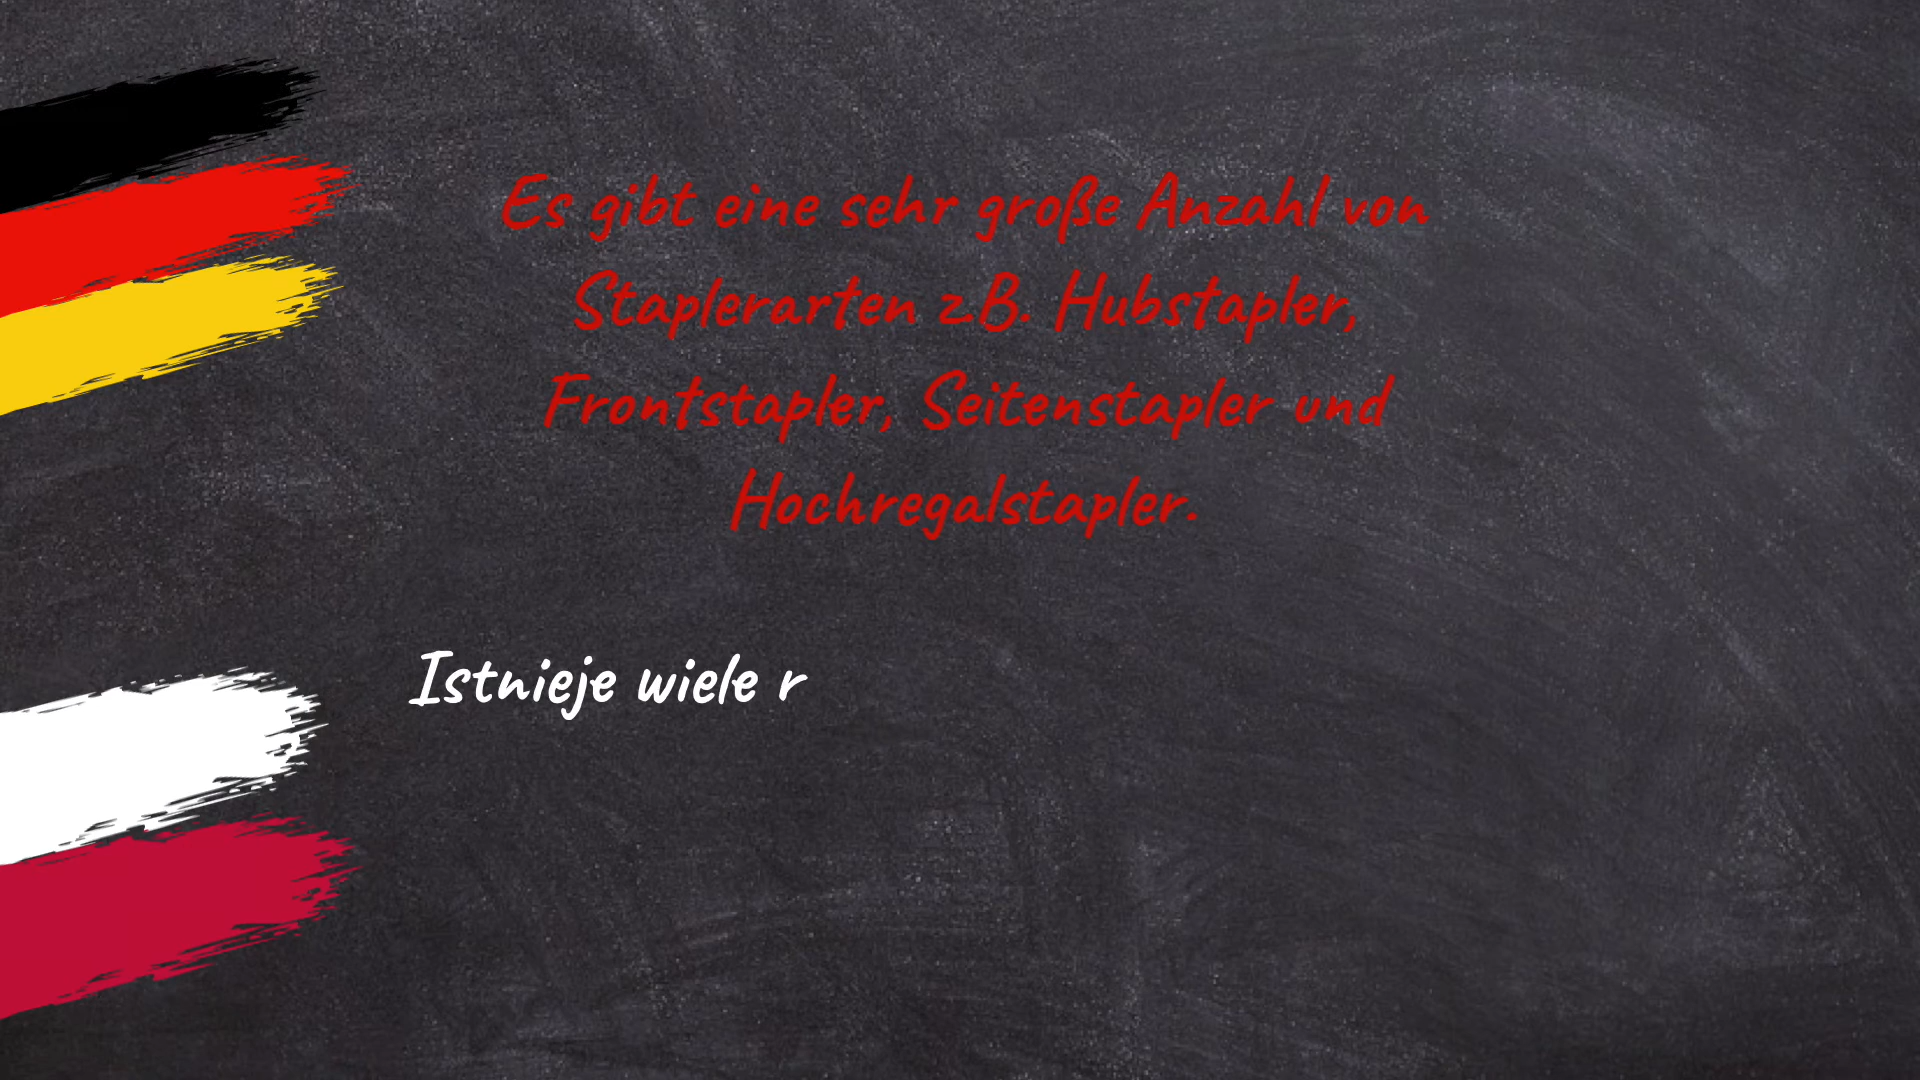 Es gibt eine sehr große Anzahl von
Staplerarten z.B. Hubstapler,
Frontstapler, Seitenstapler und
Hochregalstapler.
Istnieje wiele r